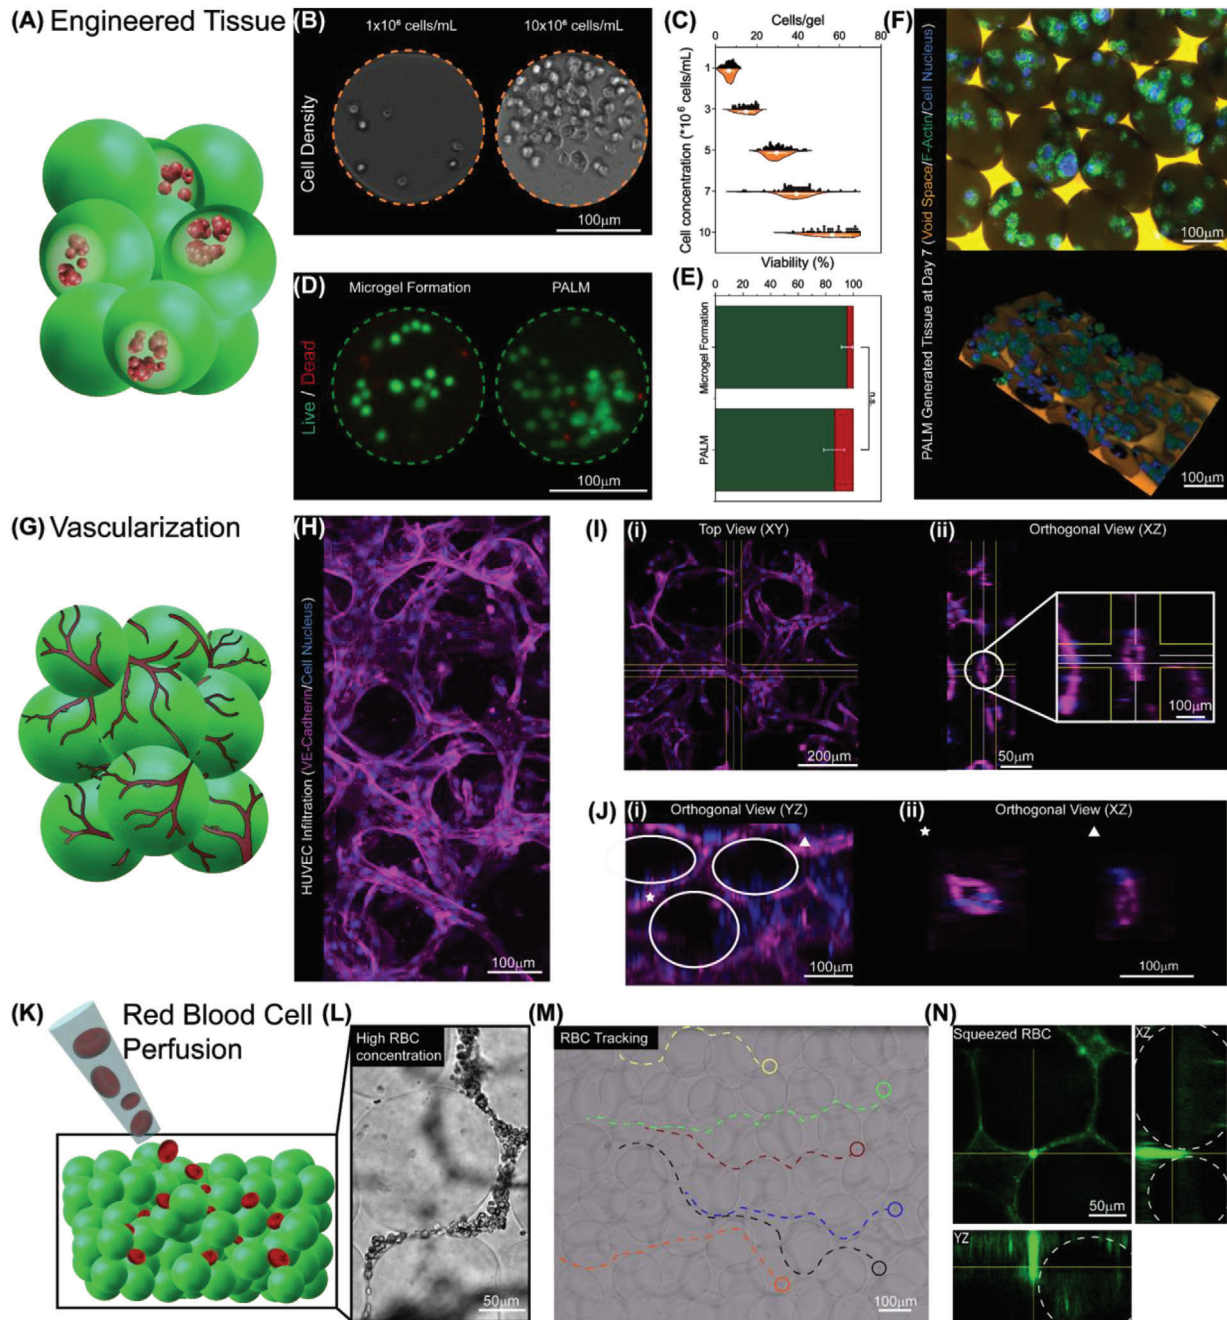 (A) Engineered Tissue
(B)
1x10⁶ cells/mL
10x10⁶ cells/mL
Cell Density
100μm
(C)
Cells/gel
0 20 40 60 80
Cell concentration (*10⁶ cells/mL)
1
3
5
7
10
(D)
Microgel Formation
PALM
Live / Dead
100μm
(E)
Viability (%)
0 20 40 60 80 100
Microgel Formation
PALM
n.s.
(F)
PALM Generated Tissue at Day 7 (Void Space/F-Actin/Cell Nucleus)
100μm
100μm
(G) Vascularization
(H)
HUVEC Infiltration (VE-Cadherin/Cell Nucleus)
100μm
(I) (i)
Top View (XY)
200μm
(ii)
Orthogonal View (XZ)
50μm
100μm
(J) (i)
Orthogonal View (YZ)
100μm
(ii)
Orthogonal View (XZ)
100μm
(K) Red Blood Cell
Perfusion
(L)
High RBC
concentration
50μm
(M)
RBC Tracking
100μm
(N)
Squeezed RBC
50μm
XZ
YZ